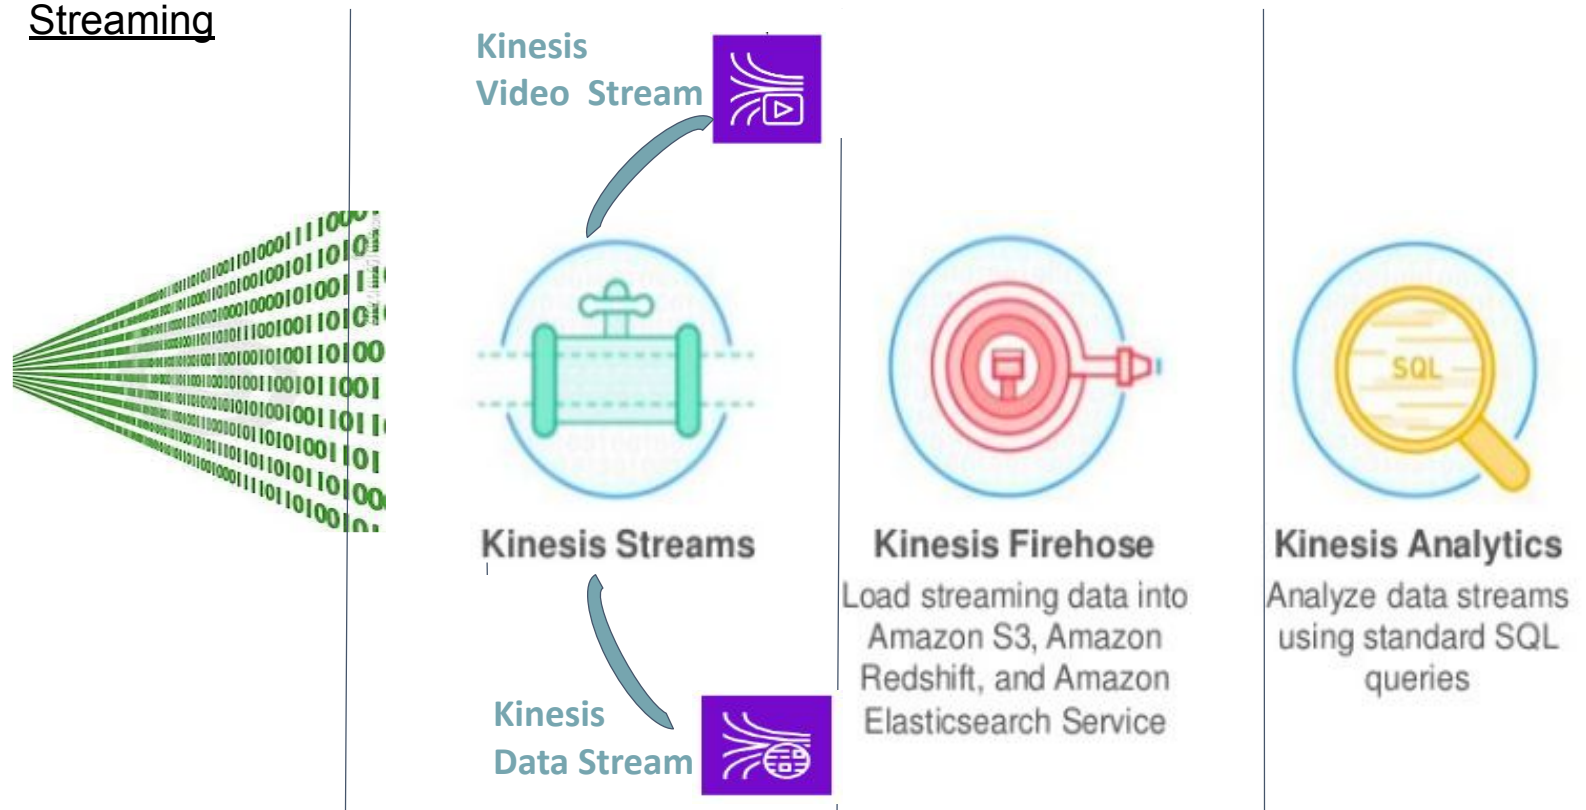 Streaming
Kinesis
Video Stream
Kinesis Streams
Kinesis
Data Stream
Kinesis Firehose
Load streaming data into
Amazon S3, Amazon
Redshift, and Amazon
Elasticsearch Service
SQL
Kinesis Analytics
Analyze data streams
using standard SQL
queries